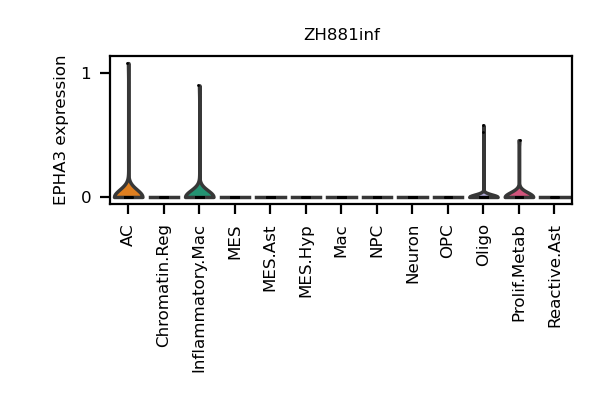 ZH881inf
EPHA3 expression
1
0
AC
Chromatin.Reg
Inflammatory.Mac
MES
MES.Ast
MES.Hyp
Mac
NPC
Neuron
OPC
Oligo
Prolif.Metab
Reactive.Ast